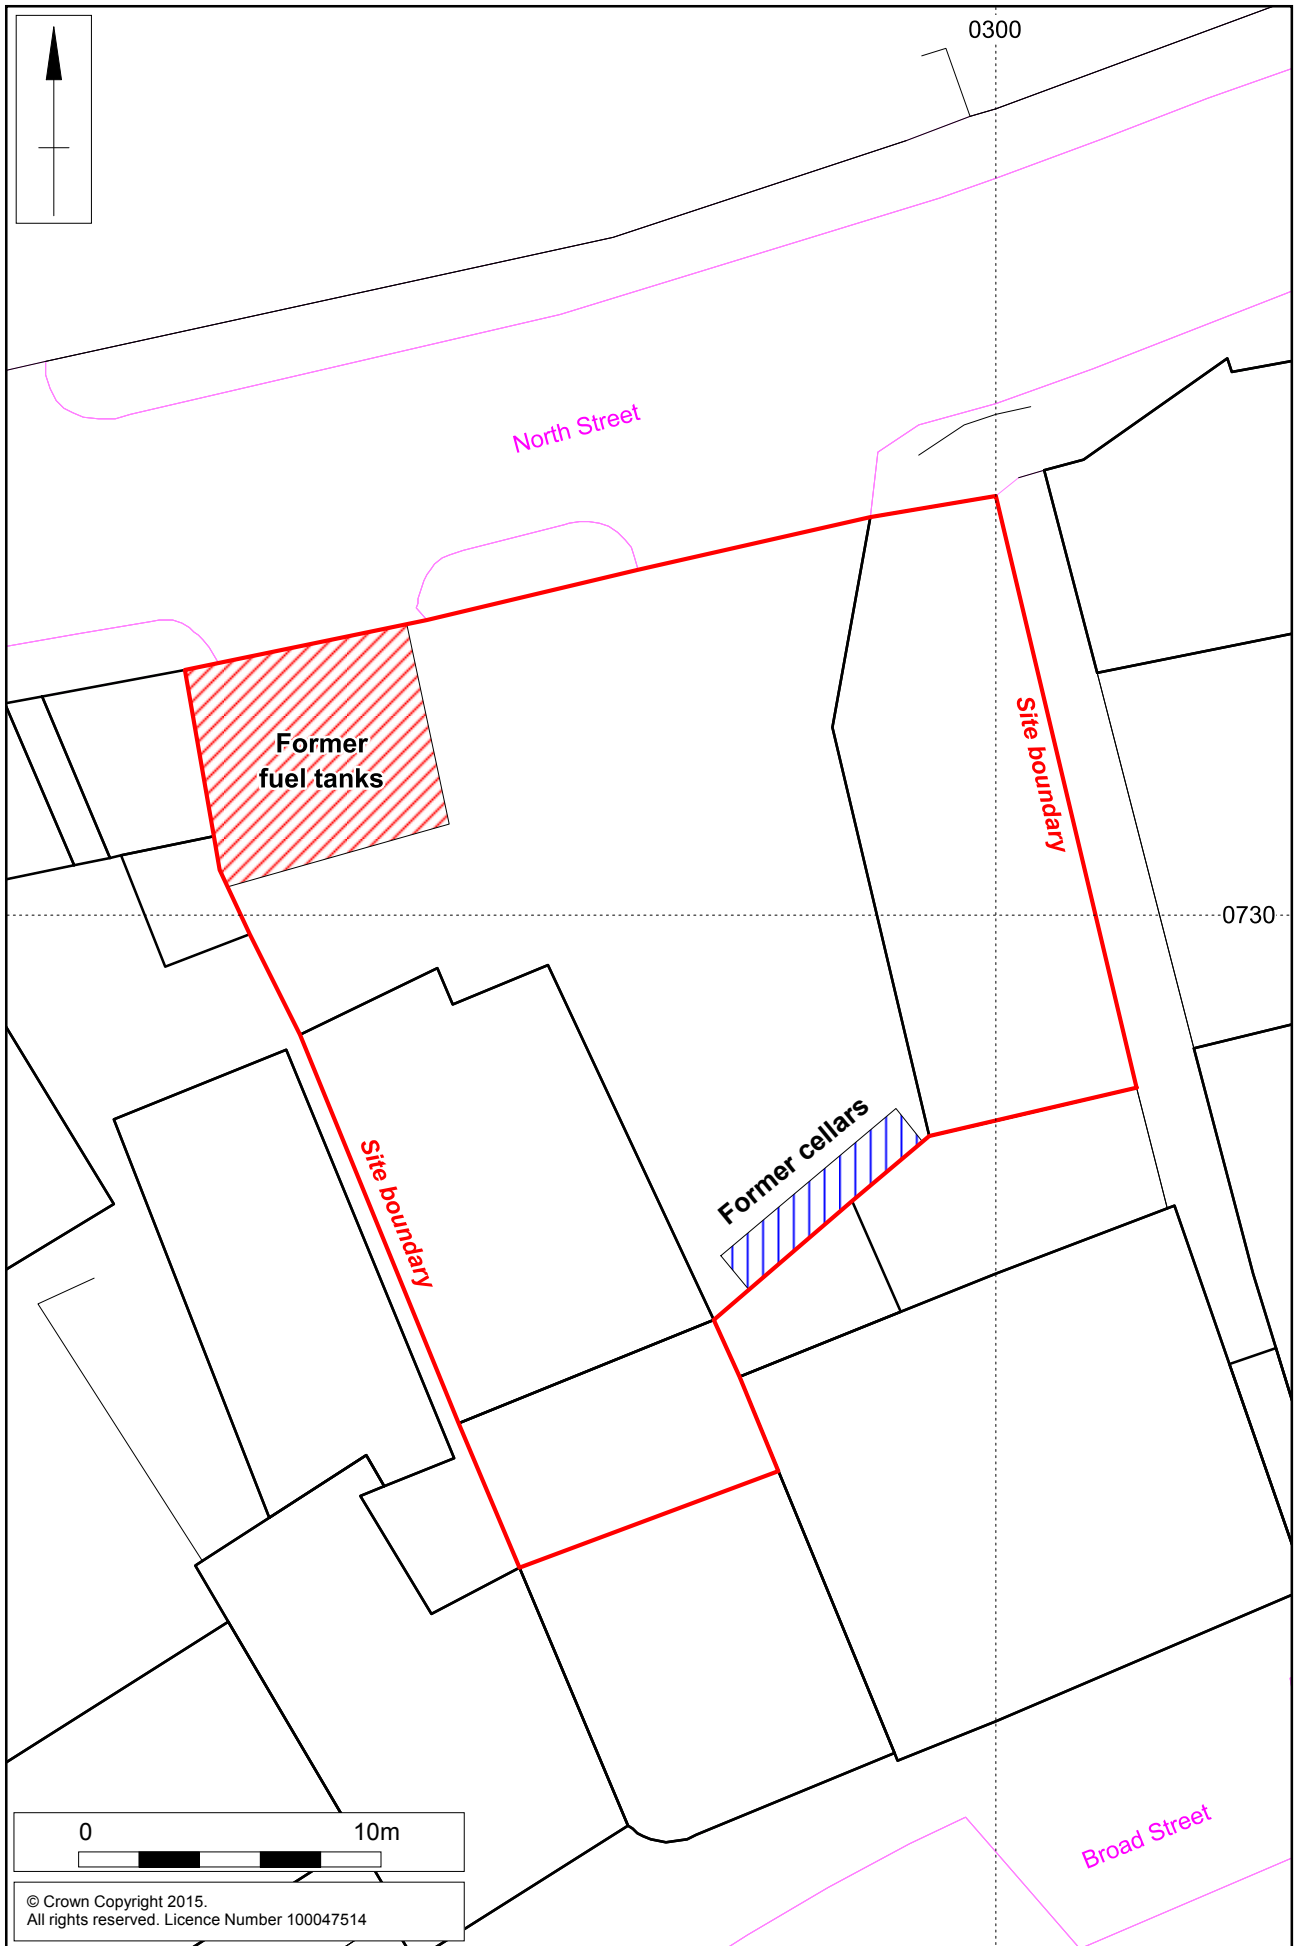 0300
North Street
Former
fuel tanks
Site boundary
0730
Former cellars
Site boundary
Broad Street
0 10m
© Crown Copyright 2015.
All rights reserved. Licence Number 100047514